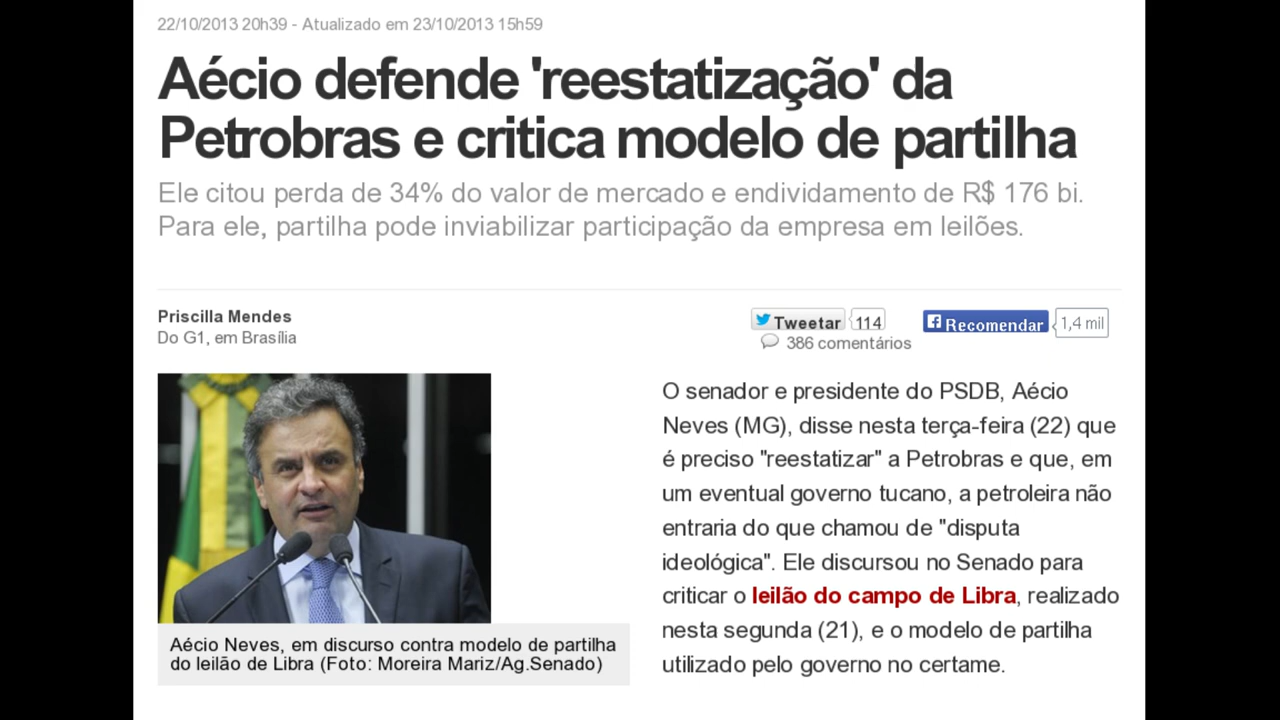 22/10/2013 20h39 - Atualizado em 23/10/2013 15h59
Aécio defende 'reestatização' da
Petrobras e critica modelo de partilha
Ele citou perda de 34% do valor de mercado e endividamento de R$ 176 bi.
Para ele, partilha pode inviabilizar participação da empresa em leilões.
Priscilla Mendes
Do G1, em Brasília
Tweetar 114
Recomendar 1,4 mil
386 comentários
Aécio Neves, em discurso contra modelo de partilha
do leilão de Libra (Foto: Moreira Mariz/Ag.Senado)
O senador e presidente do PSDB, Aécio
Neves (MG), disse nesta terça-feira (22) que
é preciso "reestatizar" a Petrobras e que, em
um eventual governo tucano, a petroleira não
entraria do que chamou de "disputa
ideológica". Ele discursou no Senado para
criticar o leilão do campo de Libra, realizado
nesta segunda (21), e o modelo de partilha
utilizado pelo governo no certame.